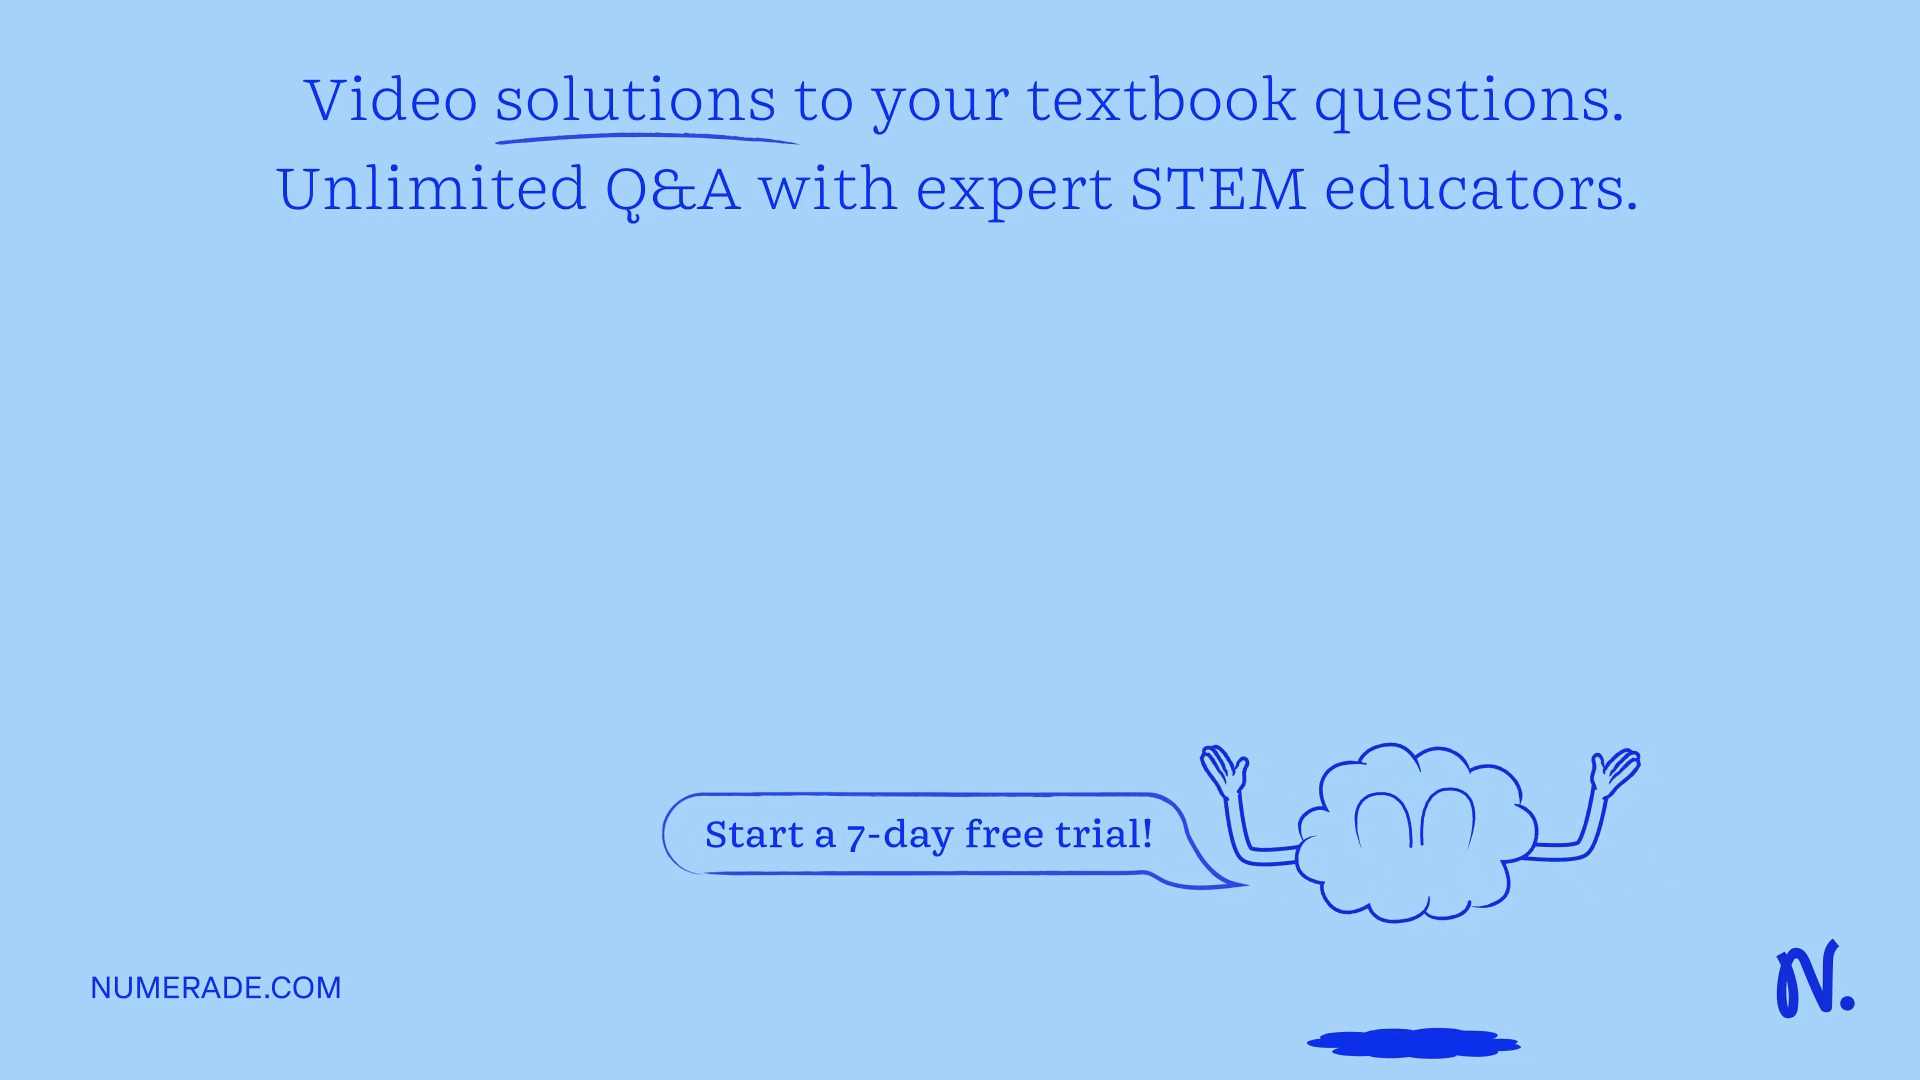 Video solutions to your textbook questions.
Unlimited Q&A with expert STEM educators.
Start a 7-day free trial!
NUMERADE.COM
N.